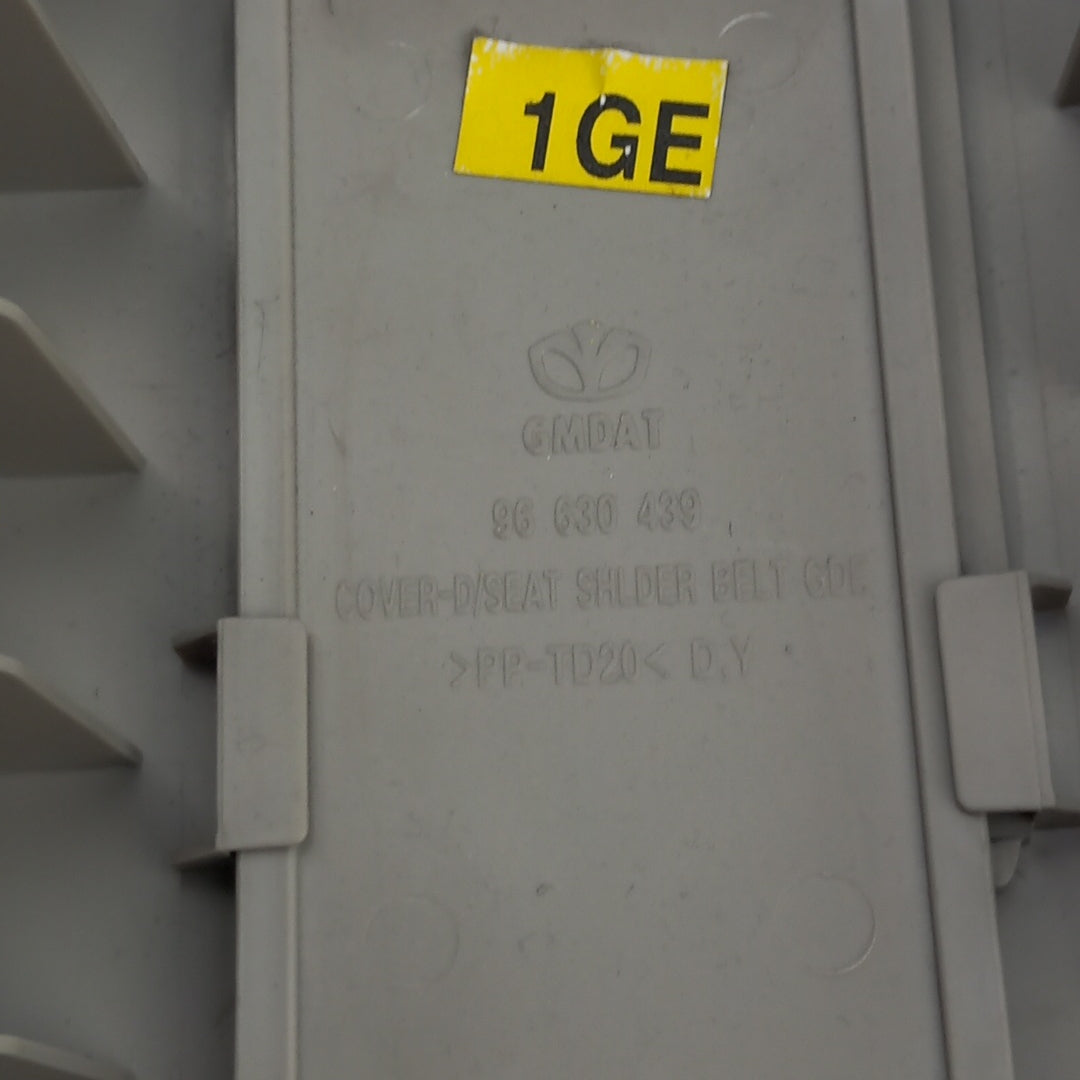 1GE
GMDAT
96 630 439
COVER-D/SEAT SHLDER BELT GDE
>PP-TD20< D.Y